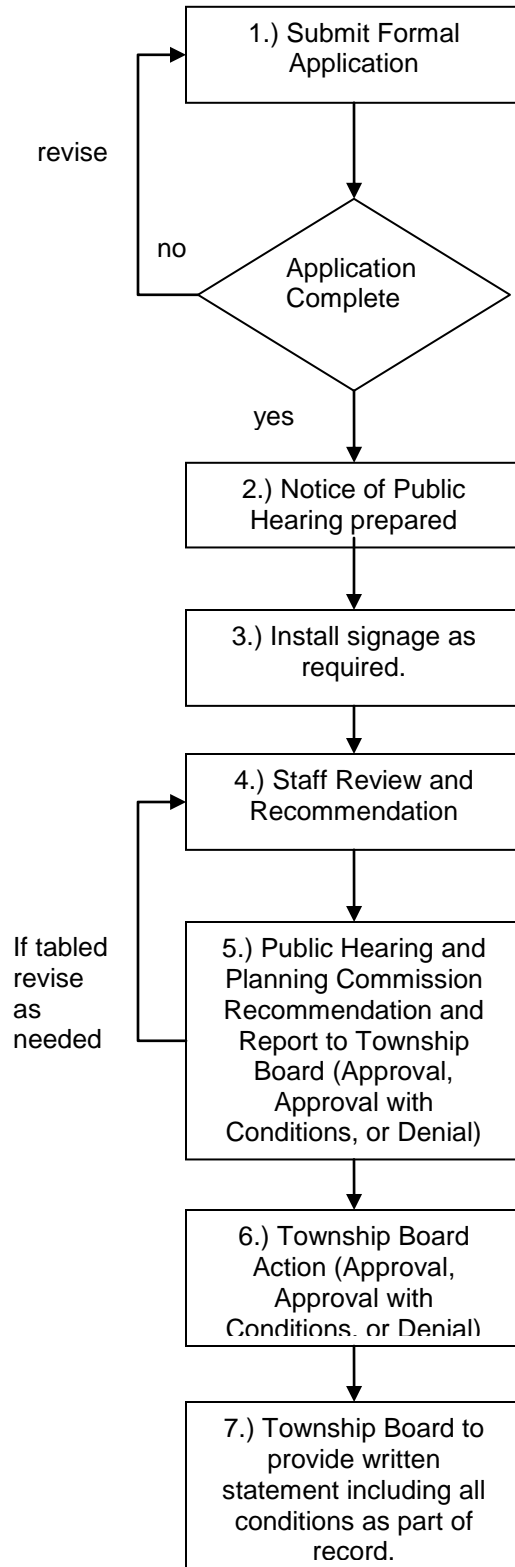 1.) Submit Formal
Application
revise
no
Application
Complete
yes
2.) Notice of Public
Hearing prepared
3.) Install signage as
required.
4.) Staff Review and
Recommendation
If tabled
revise
as
needed
5.) Public Hearing and
Planning Commission
Recommendation and
Report to Township
Board (Approval,
Approval with
Conditions, or Denial)
6.) Township Board
Action (Approval,
Approval with
Conditions, or Denial)
7.) Township Board to
provide written
statement including all
conditions as part of
record.